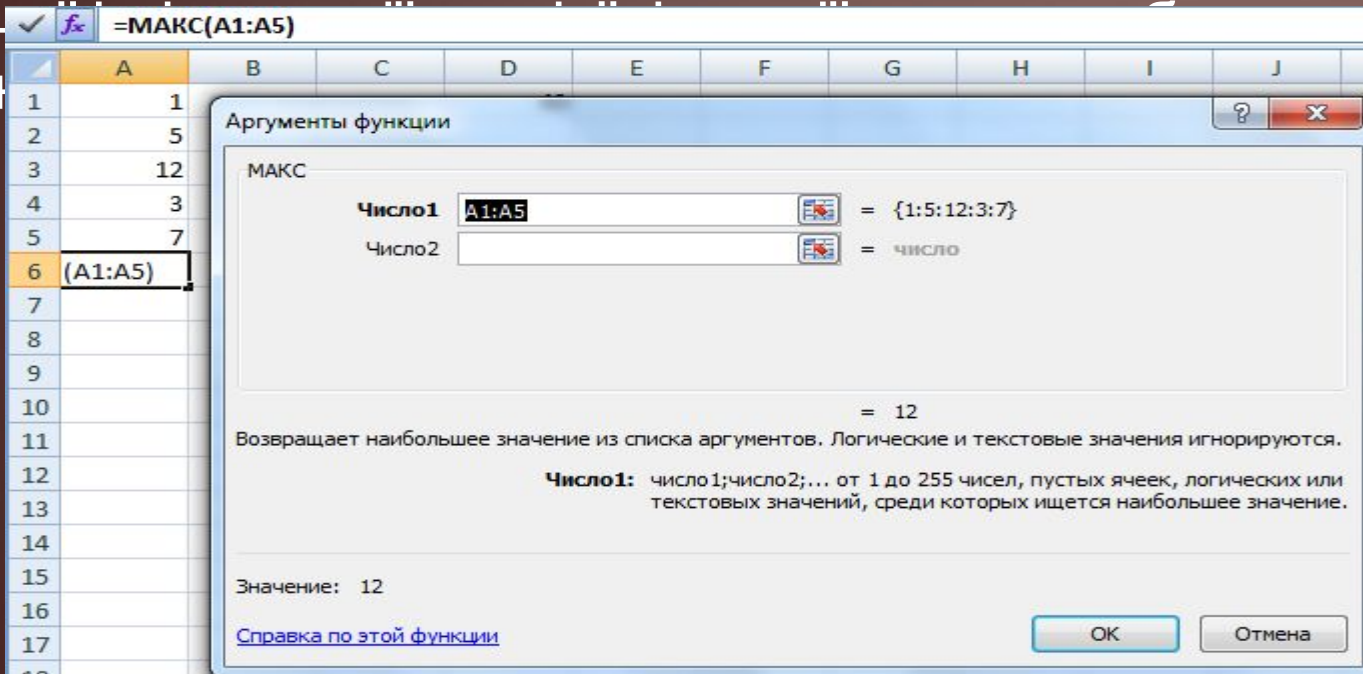 =МАКС(A1:A5)
A B C D E F G H I J
1 1
2 5
3 12
4 3
5 7
6 (A1:A5)
7
8
9
10
11
12
13
14
15
16
17
Аргументы функции
МАКС
Число1 A1:A5 = {1:5:12:3:7}
Число2 = число
= 12
Возвращает наибольшее значение из списка аргументов. Логические и текстовые значения игнорируются.
Число1: число1;число2;... от 1 до 255 чисел, пустых ячеек, логических или
текстовых значений, среди которых ищется наибольшее значение.
Значение: 12
Справка по этой функции
ОК Отмена